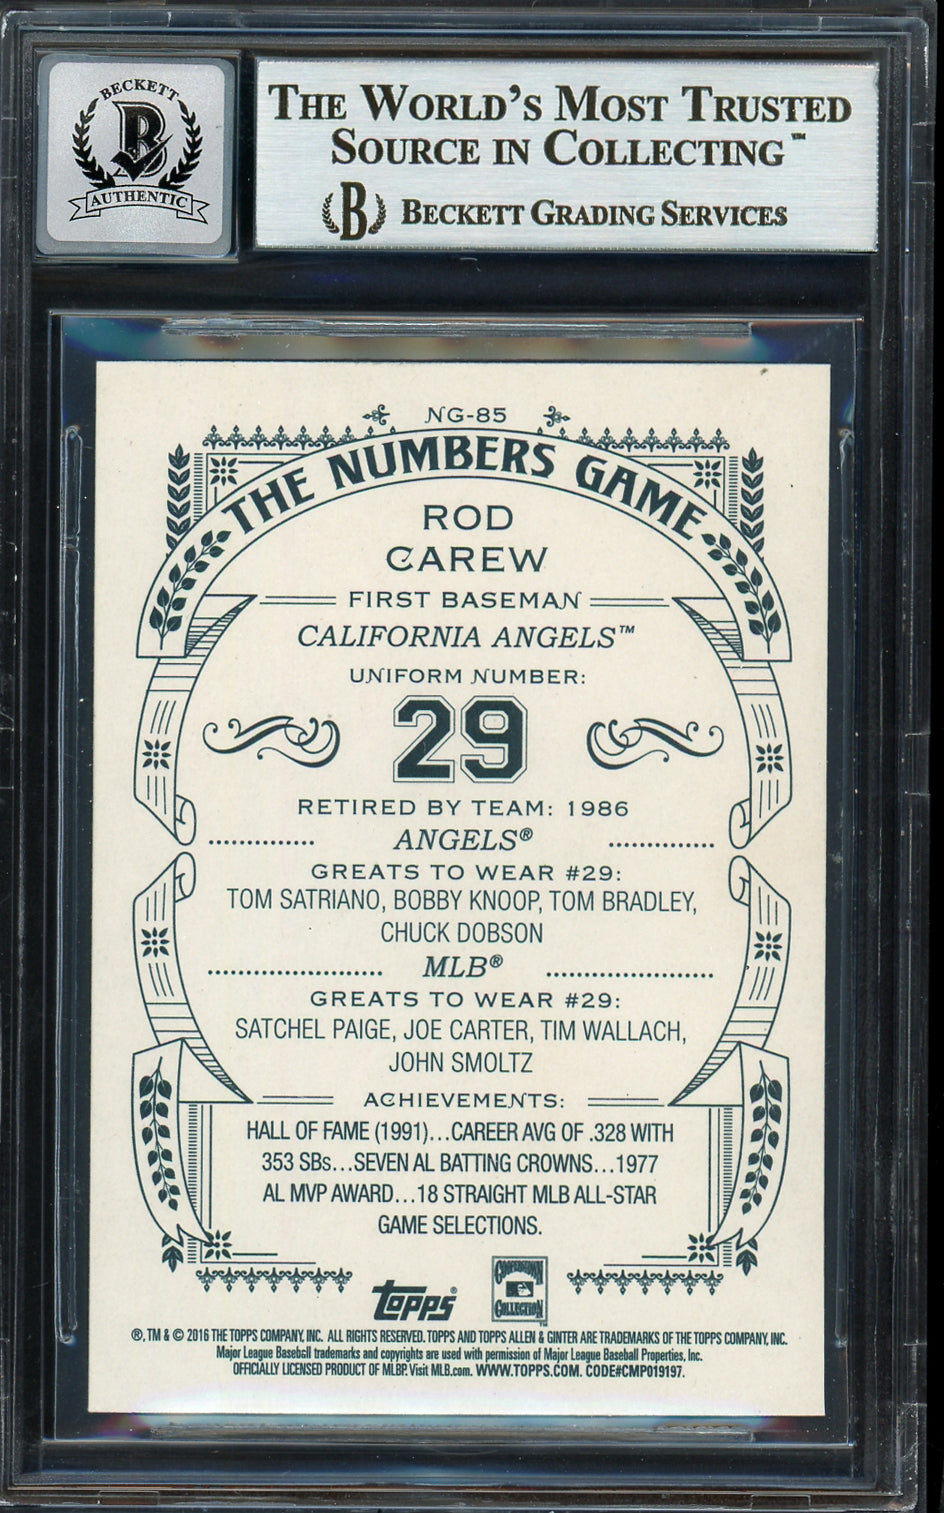 BECKETT
B
AUTHENTIC
THE WORLD'S MOST TRUSTED
SOURCE IN COLLECTING™
B BECKETT GRADING SERVICES
NG-85
THE NUMBERS GAME
ROD
CAREW
FIRST BASEMAN
CALIFORNIA ANGELS™
UNIFORM NUMBER:
29
RETIRED BY TEAM: 1986
ANGELS®
GREATS TO WEAR #29:
TOM SATRIANO, BOBBY KNOOP, TOM BRADLEY,
CHUCK DOBSON
MLB®
GREATS TO WEAR #29:
SATCHEL PAIGE, JOE CARTER, TIM WALLACH,
JOHN SMOLTZ
ACHIEVEMENTS:
HALL OF FAME (1991)...CAREER AVG OF .328 WITH
353 SBs...SEVEN AL BATTING CROWNS...1977
AL MVP AWARD...18 STRAIGHT MLB ALL-STAR
GAME SELECTIONS.
topps®
COOPERSTOWN
COLLECTION
™
®, TM & © 2016 THE TOPPS COMPANY, INC. ALL RIGHTS RESERVED. TOPPS AND TOPPS ALLEN & GINTER ARE TRADEMARKS OF THE TOPPS COMPANY, INC.
Major League Baseball trademarks and copyrights are used with permission of Major League Baseball Properties, Inc.
OFFICIALLY LICENSED PRODUCT OF MLBP. Visit MLB.com. WWW.TOPPS.COM. CODE#CMP019197.